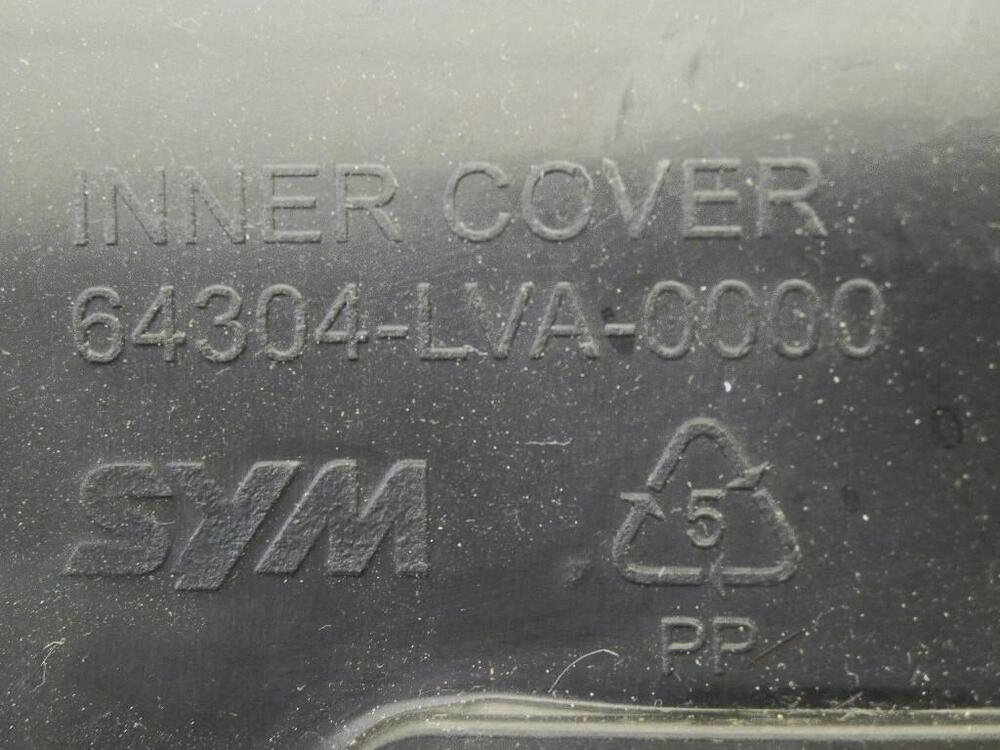 INNER COVER
64304-LVA-0000
SYM
5
PP